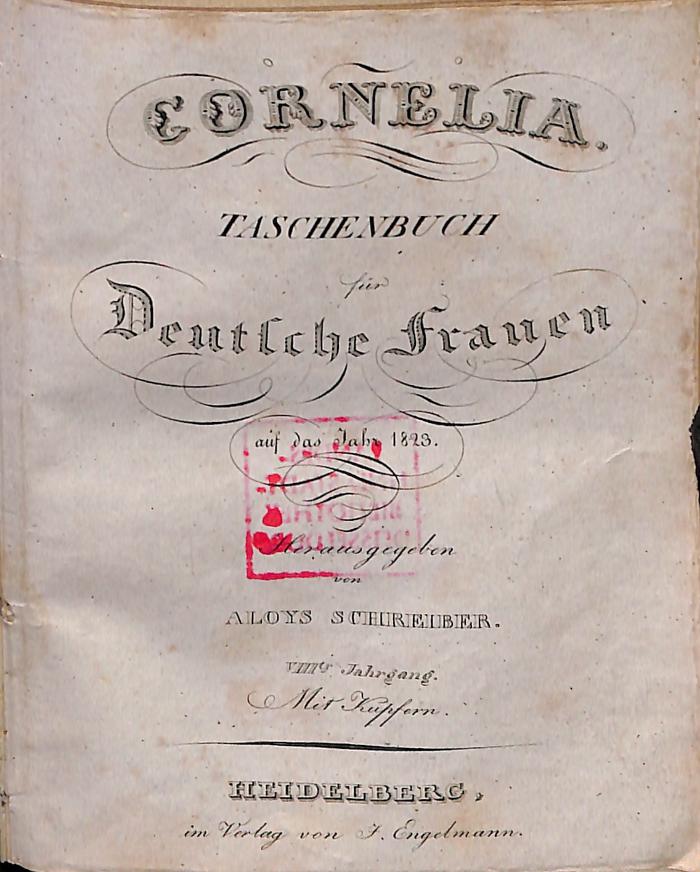 CORNELIA.
TASCHENBUCH
für
Deutſche Frauen
auf das Jahr 1823.
Herausgegeben
von
ALOYS SCHREIBER.
VIIIter Jahrgang.
Mit Kupfern.
HEIDELBERG,
im Verlag von J. Engelmann.